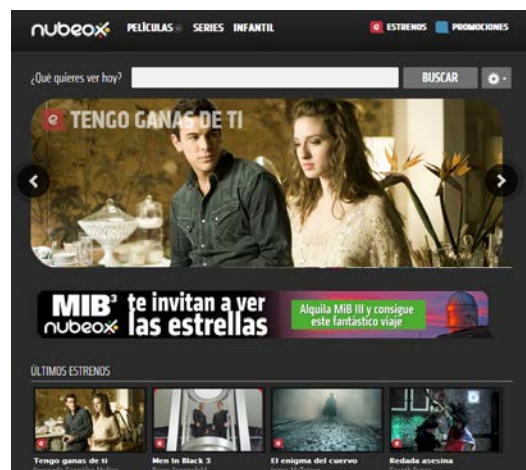 nubeox PELÍCULAS SERIES INFANTIL e ESTRENOS PROMOCIONES
¿Qué quieres ver hoy? BUSCAR
e TENGO GANAS DE TI
MIB³ te invitan a ver
nubeox las estrellas
Alquila MiB III y consigue
este fantástico viaje
ÚLTIMOS ESTRENOS
Tengo ganas de ti Men In Black 3 El enigma del cuervo Redada asesina